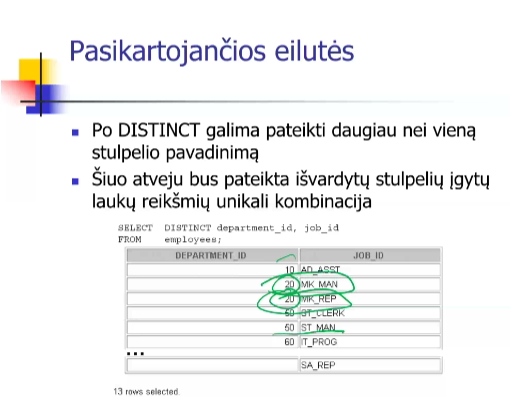 Pasikartojančios eilutės
Po DISTINCT galima pateikti daugiau nei vieną
stulpelio pavadinimą
Šiuo atveju bus pateikta išvardytų stulpelių įgytų
laukų reikšmių unikali kombinacija
SELECT DISTINCT department_id, job_id
FROM employees;
DEPARTMENT_ID JOB_ID
10 AD_ASST
20 MK_MAN
20 MK_REP
50 ST_CLERK
50 ST_MAN
60 IT_PROG
...
SA_REP
13 rows selected.